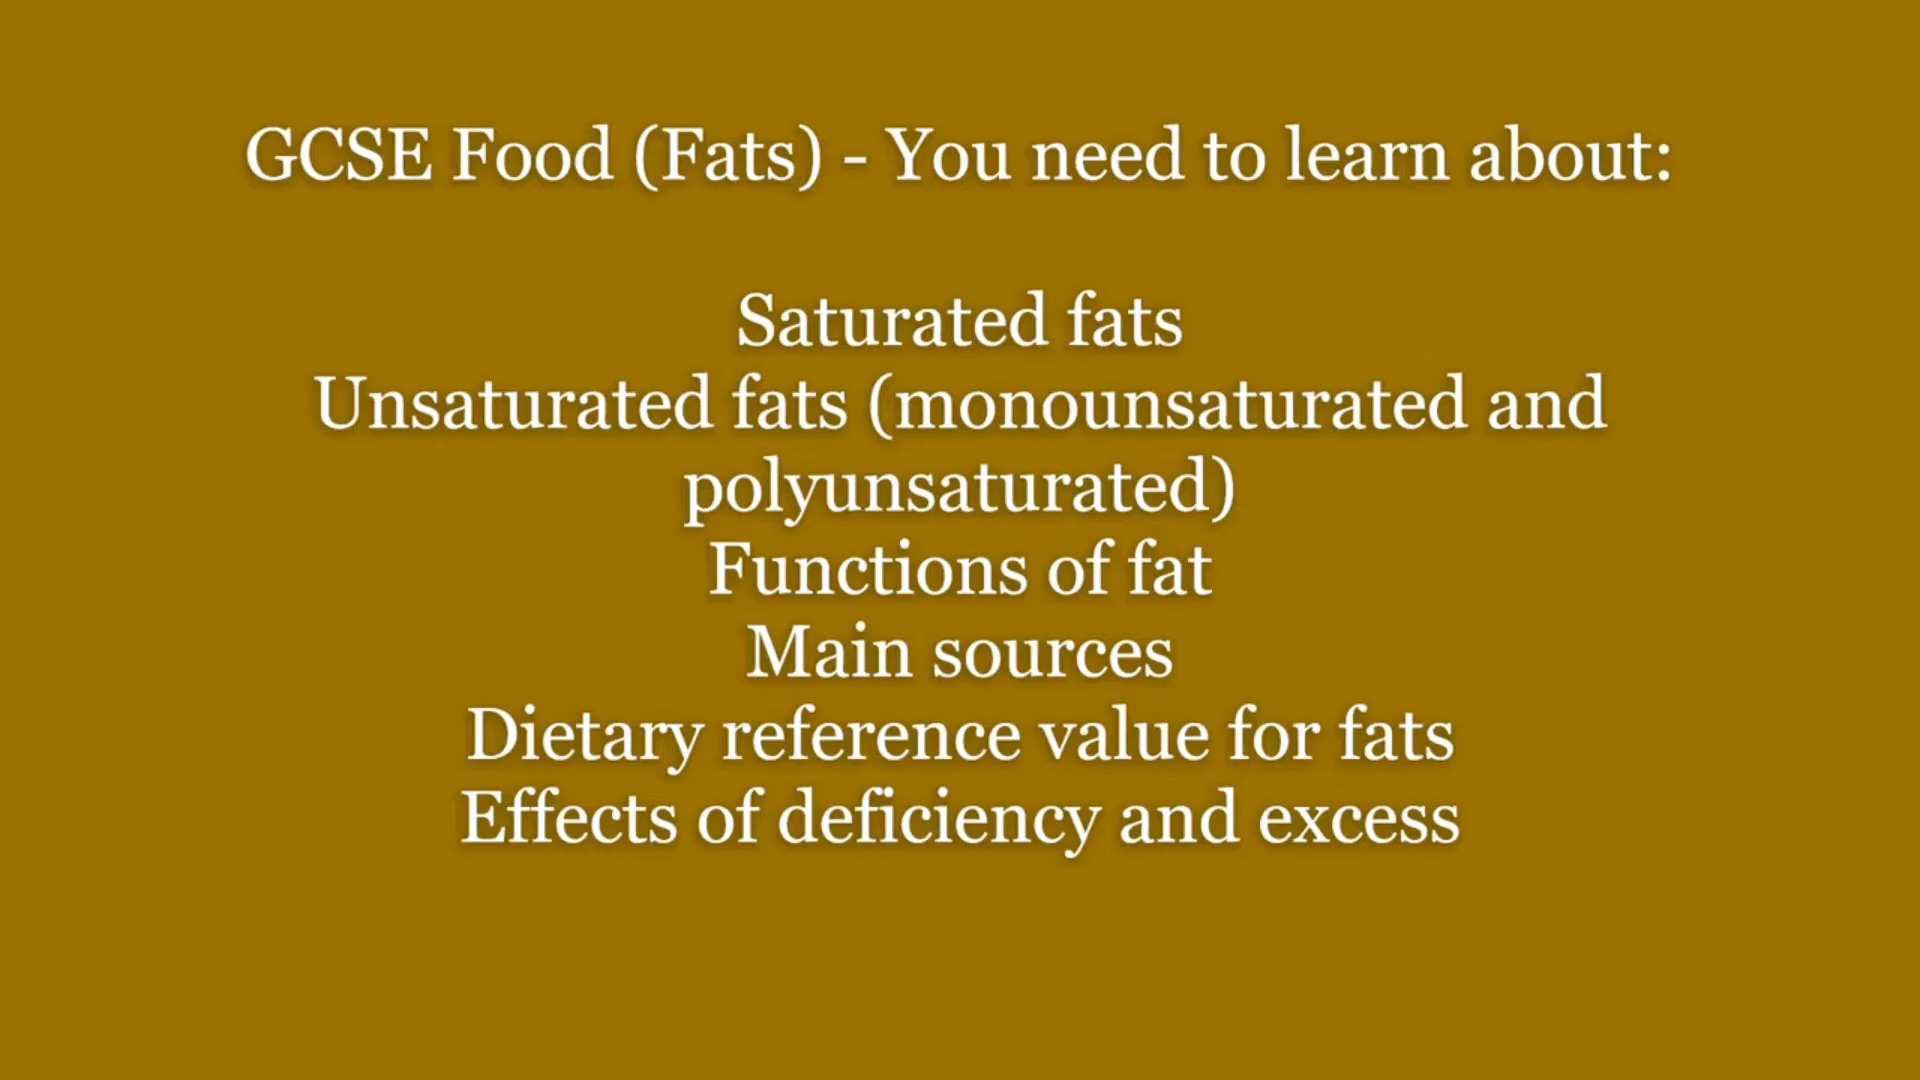 GCSE Food (Fats) - You need to learn about:
Saturated fats
Unsaturated fats (monounsaturated and
polyunsaturated)
Functions of fat
Main sources
Dietary reference value for fats
Effects of deficiency and excess